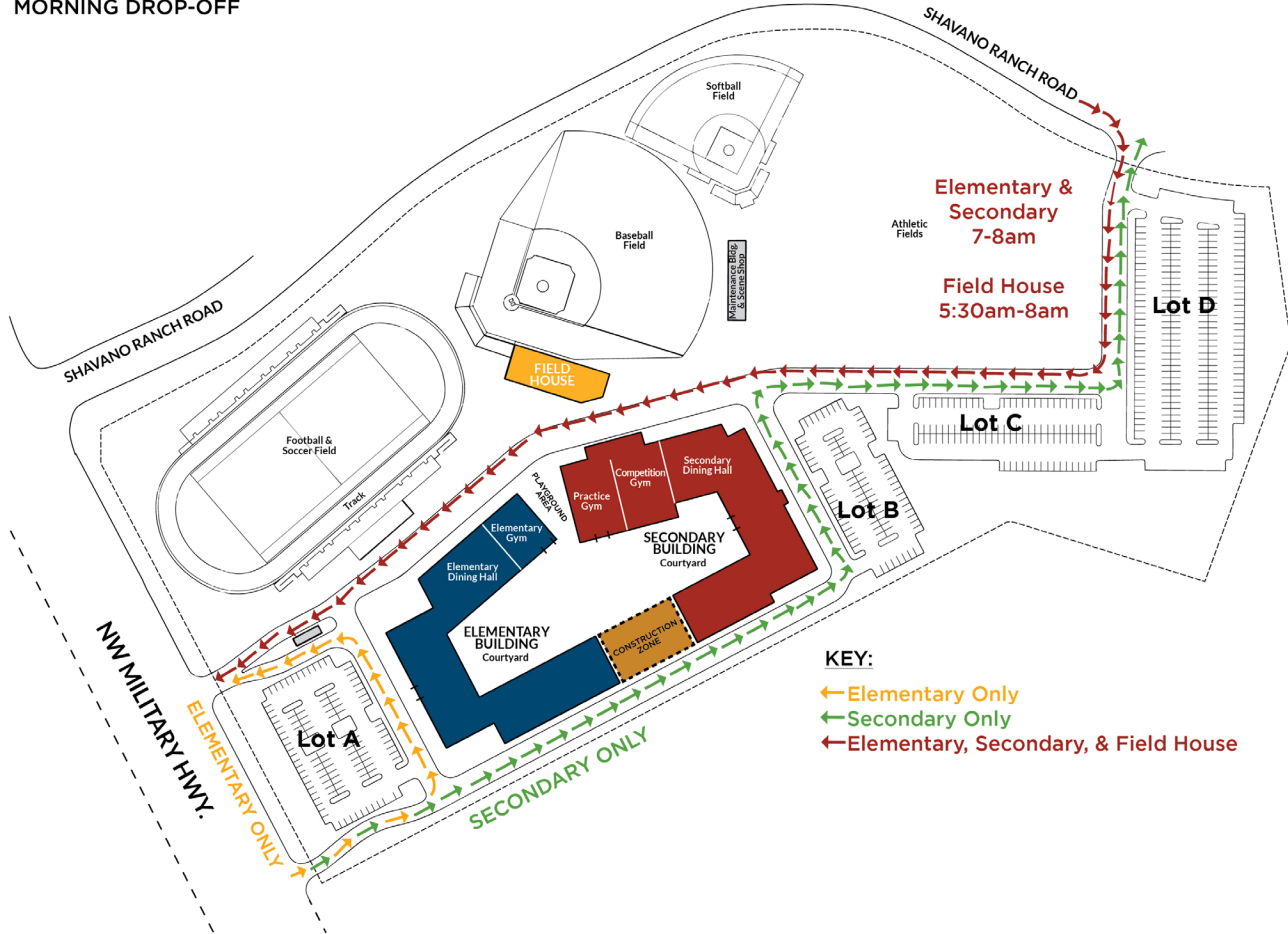 MORNING DROP-OFF
SHAVANO RANCH ROAD
Softball
Field
Elementary &
Secondary
7-8am
Field House
5:30am-8am
Athletic
Fields
Baseball
Field
Maintenance Bldg.
& Scene Shop
Lot D
SHAVANO RANCH ROAD
FIELD
HOUSE
Lot C
Football &
Soccer Field
Track
PLAYGROUND
AREA
Practice
Gym
Competition
Gym
Secondary
Dining Hall
Lot B
Elementary
Gym
Elementary
Dining Hall
SECONDARY
BUILDING
Courtyard
ELEMENTARY
BUILDING
Courtyard
CONSTRUCTION
ZONE
NW MILITARY HWY.
ELEMENTARY ONLY
Lot A
SECONDARY ONLY
KEY:
Elementary Only
Secondary Only
Elementary, Secondary, & Field House